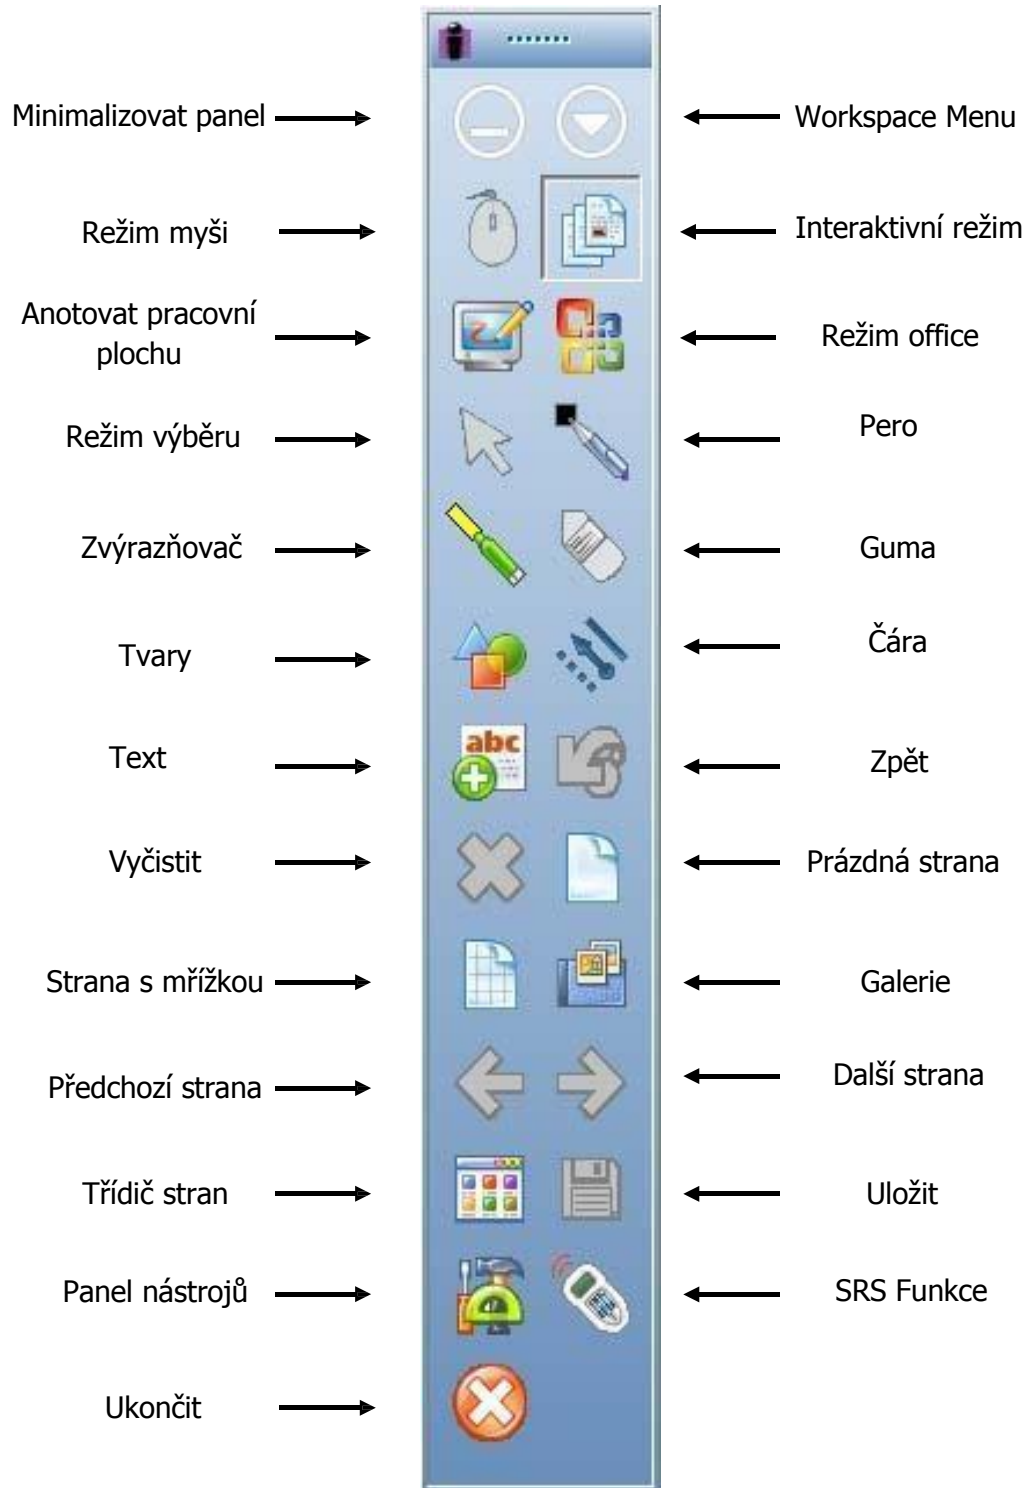 Minimalizovat panel
Workspace Menu
Režim myši
Interaktivní režim
Anotovat pracovní
plochu
Režim office
Režim výběru
Pero
Zvýrazňovač
Guma
Tvary
Čára
Text
abc
Zpět
Vyčistit
Prázdná strana
Strana s mřížkou
Galerie
Předchozí strana
Další strana
Třídič stran
Uložit
Panel nástrojů
SRS Funkce
Ukončit